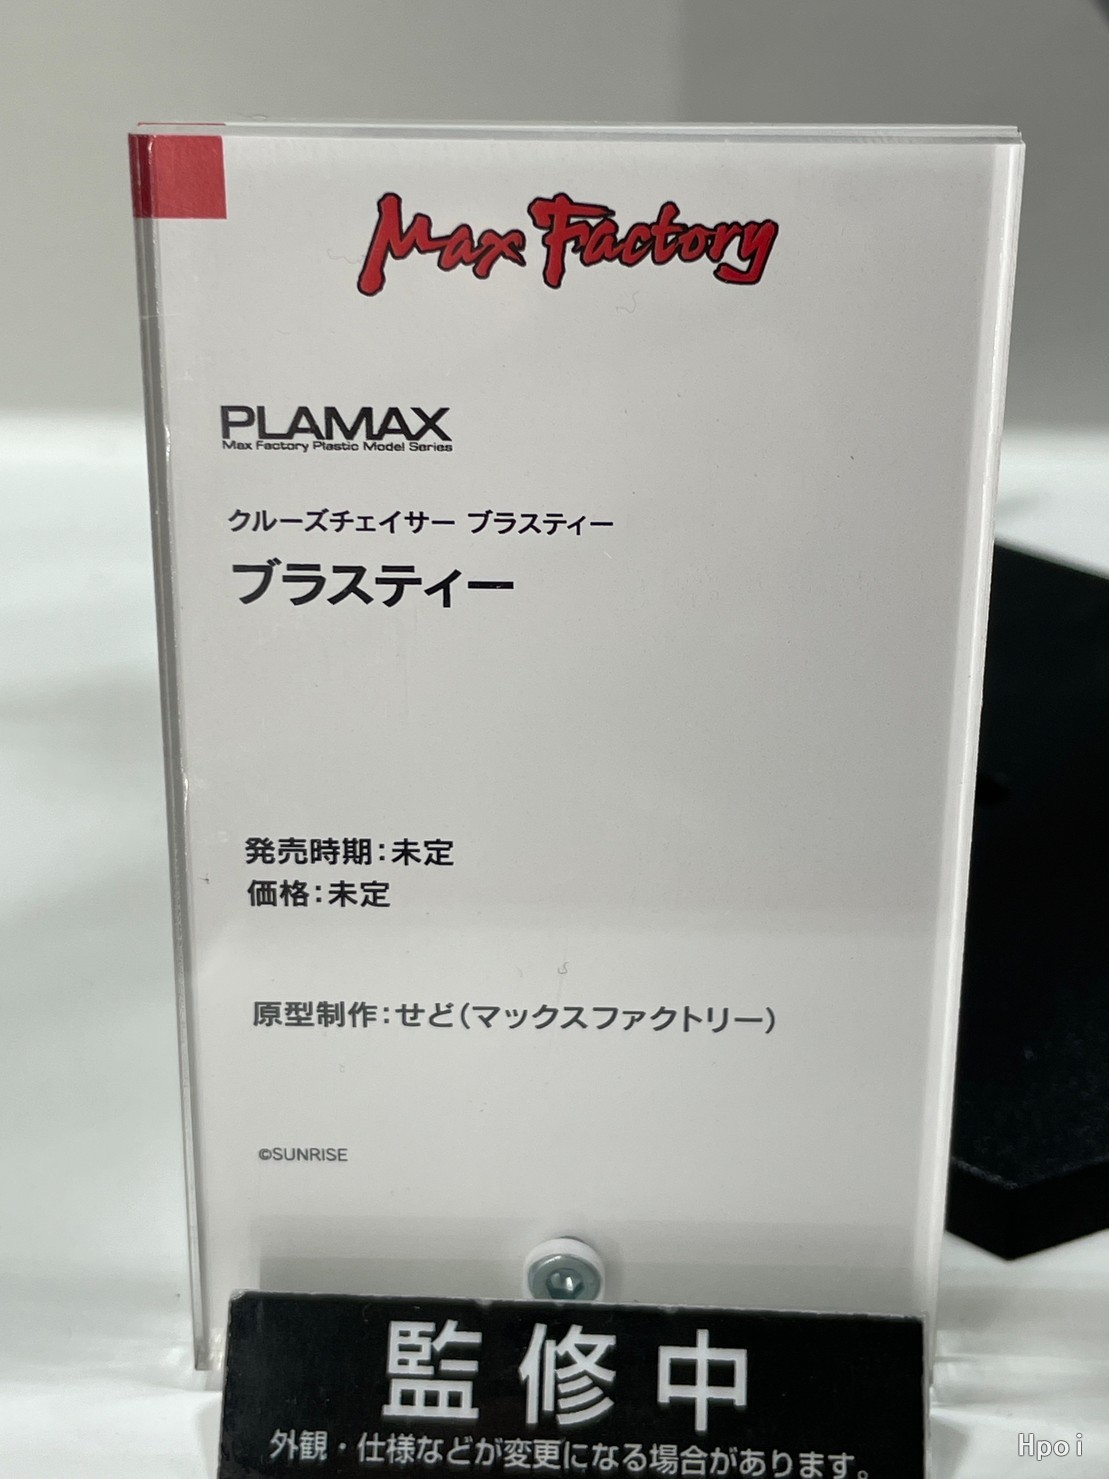 Max Factory
PLAMAX
Max Factory Plastic Model Series
クルーズチェイサー ブラスティー
ブラスティー
発売時期：未定
価格：未定
原型制作：せど（マックスファクトリー）
©SUNRISE
監修中
外観・仕様などが変更になる場合があります。
Hpoi